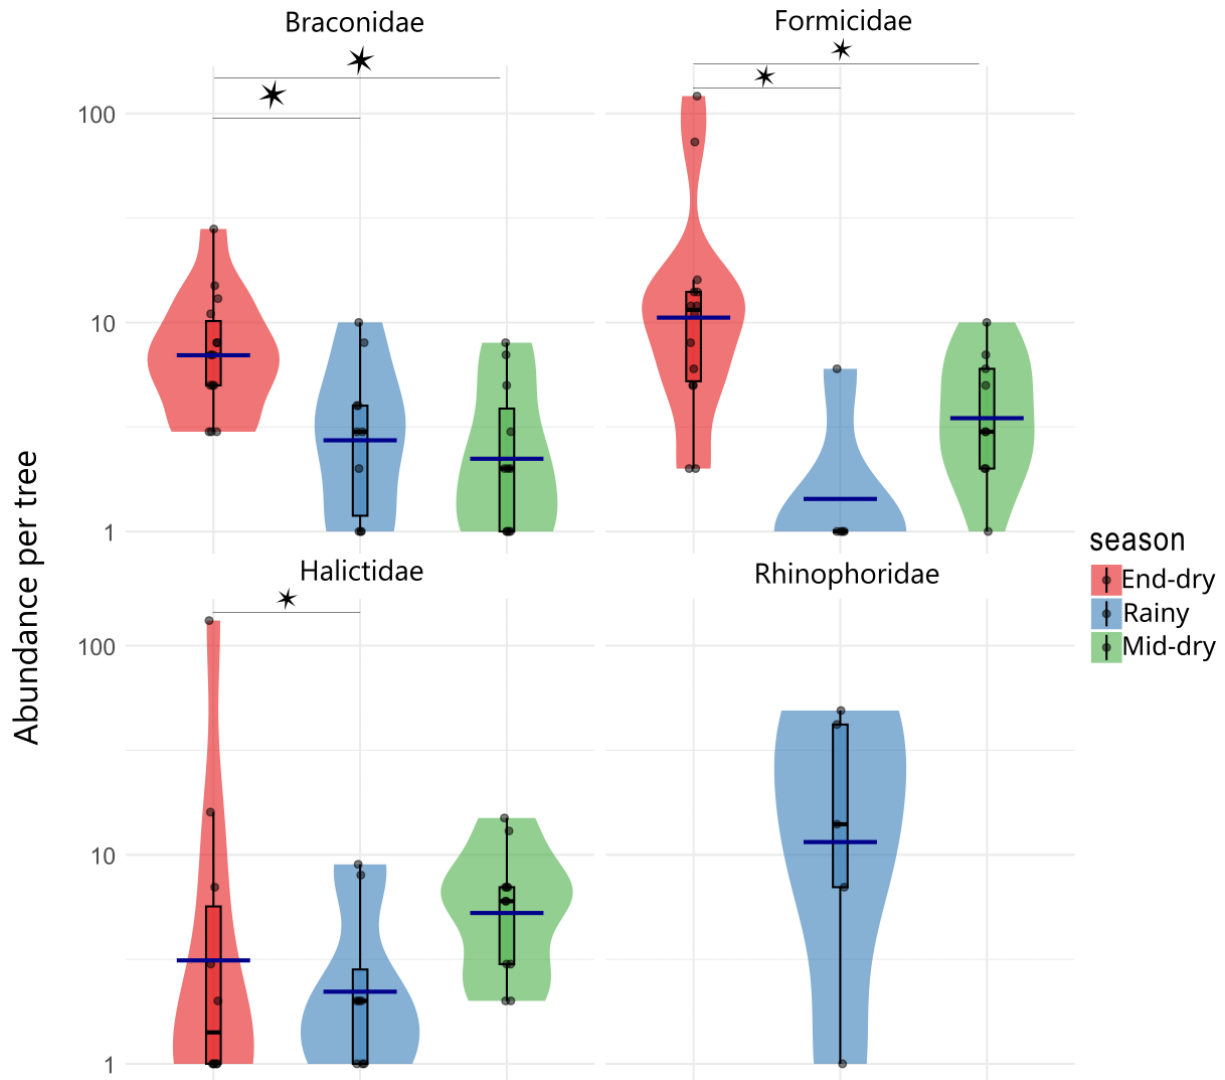 Braconidae
Formicidae
100
10
1
Abundance per tree
Halictidae
Rhinophoridae
100
10
1
season
End-dry
Rainy
Mid-dry